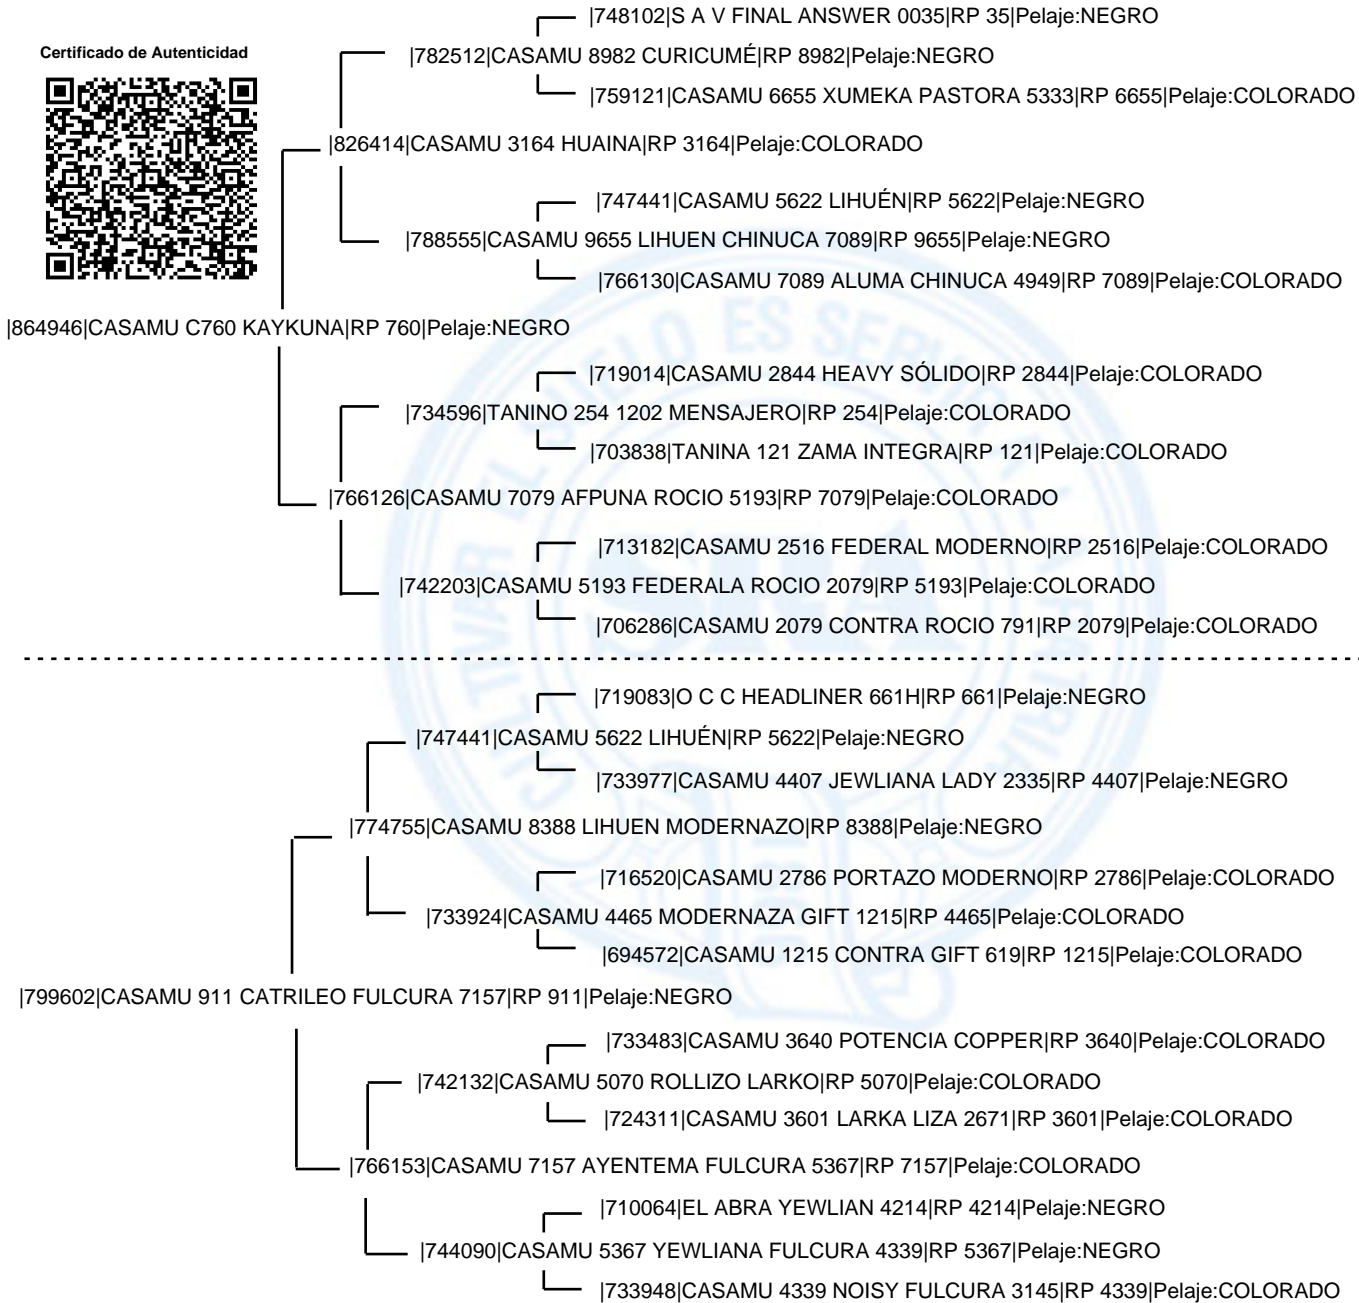 |748102|S A V FINAL ANSWER 0035|RP 35|Pelaje:NEGRO
Certificado de Autenticidad
|782512|CASAMU 8982 CURICUMÉ|RP 8982|Pelaje:NEGRO
|759121|CASAMU 6655 XUMEKA PASTORA 5333|RP 6655|Pelaje:COLORADO
|826414|CASAMU 3164 HUAINA|RP 3164|Pelaje:COLORADO
|747441|CASAMU 5622 LIHUÉN|RP 5622|Pelaje:NEGRO
|788555|CASAMU 9655 LIHUEN CHINUCA 7089|RP 9655|Pelaje:NEGRO
|766130|CASAMU 7089 ALUMA CHINUCA 4949|RP 7089|Pelaje:COLORADO
|864946|CASAMU C760 KAYKUNA|RP 760|Pelaje:NEGRO
|719014|CASAMU 2844 HEAVY SÓLIDO|RP 2844|Pelaje:COLORADO
|734596|TANINO 254 1202 MENSAJERO|RP 254|Pelaje:COLORADO
|703838|TANINA 121 ZAMA INTEGRA|RP 121|Pelaje:COLORADO
|766126|CASAMU 7079 AFPUNA ROCIO 5193|RP 7079|Pelaje:COLORADO
|713182|CASAMU 2516 FEDERAL MODERNO|RP 2516|Pelaje:COLORADO
|742203|CASAMU 5193 FEDERALA ROCIO 2079|RP 5193|Pelaje:COLORADO
|706286|CASAMU 2079 CONTRA ROCIO 791|RP 2079|Pelaje:COLORADO
|719083|O C C HEADLINER 661H|RP 661|Pelaje:NEGRO
|747441|CASAMU 5622 LIHUÉN|RP 5622|Pelaje:NEGRO
|733977|CASAMU 4407 JEWLIANA LADY 2335|RP 4407|Pelaje:NEGRO
|774755|CASAMU 8388 LIHUEN MODERNAZO|RP 8388|Pelaje:NEGRO
|716520|CASAMU 2786 PORTAZO MODERNO|RP 2786|Pelaje:COLORADO
|733924|CASAMU 4465 MODERNAZA GIFT 1215|RP 4465|Pelaje:COLORADO
|694572|CASAMU 1215 CONTRA GIFT 619|RP 1215|Pelaje:COLORADO
|799602|CASAMU 911 CATRILEO FULCURA 7157|RP 911|Pelaje:NEGRO
|733483|CASAMU 3640 POTENCIA COPPER|RP 3640|Pelaje:COLORADO
|742132|CASAMU 5070 ROLLIZO LARKO|RP 5070|Pelaje:COLORADO
|724311|CASAMU 3601 LARKA LIZA 2671|RP 3601|Pelaje:COLORADO
|766153|CASAMU 7157 AYENTEMA FULCURA 5367|RP 7157|Pelaje:COLORADO
|710064|EL ABRA YEWLIAN 4214|RP 4214|Pelaje:NEGRO
|744090|CASAMU 5367 YEWLIANA FULCURA 4339|RP 5367|Pelaje:NEGRO
|733948|CASAMU 4339 NOISY FULCURA 3145|RP 4339|Pelaje:COLORADO
CULTIVAR EL SUELO ES SERVIR A LA PATRIA
SRA
1866